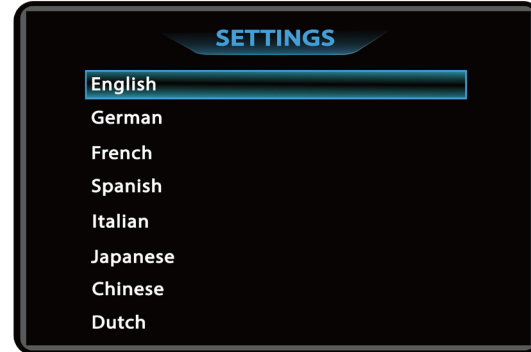 SETTINGS
English
German
French
Spanish
Italian
Japanese
Chinese
Dutch